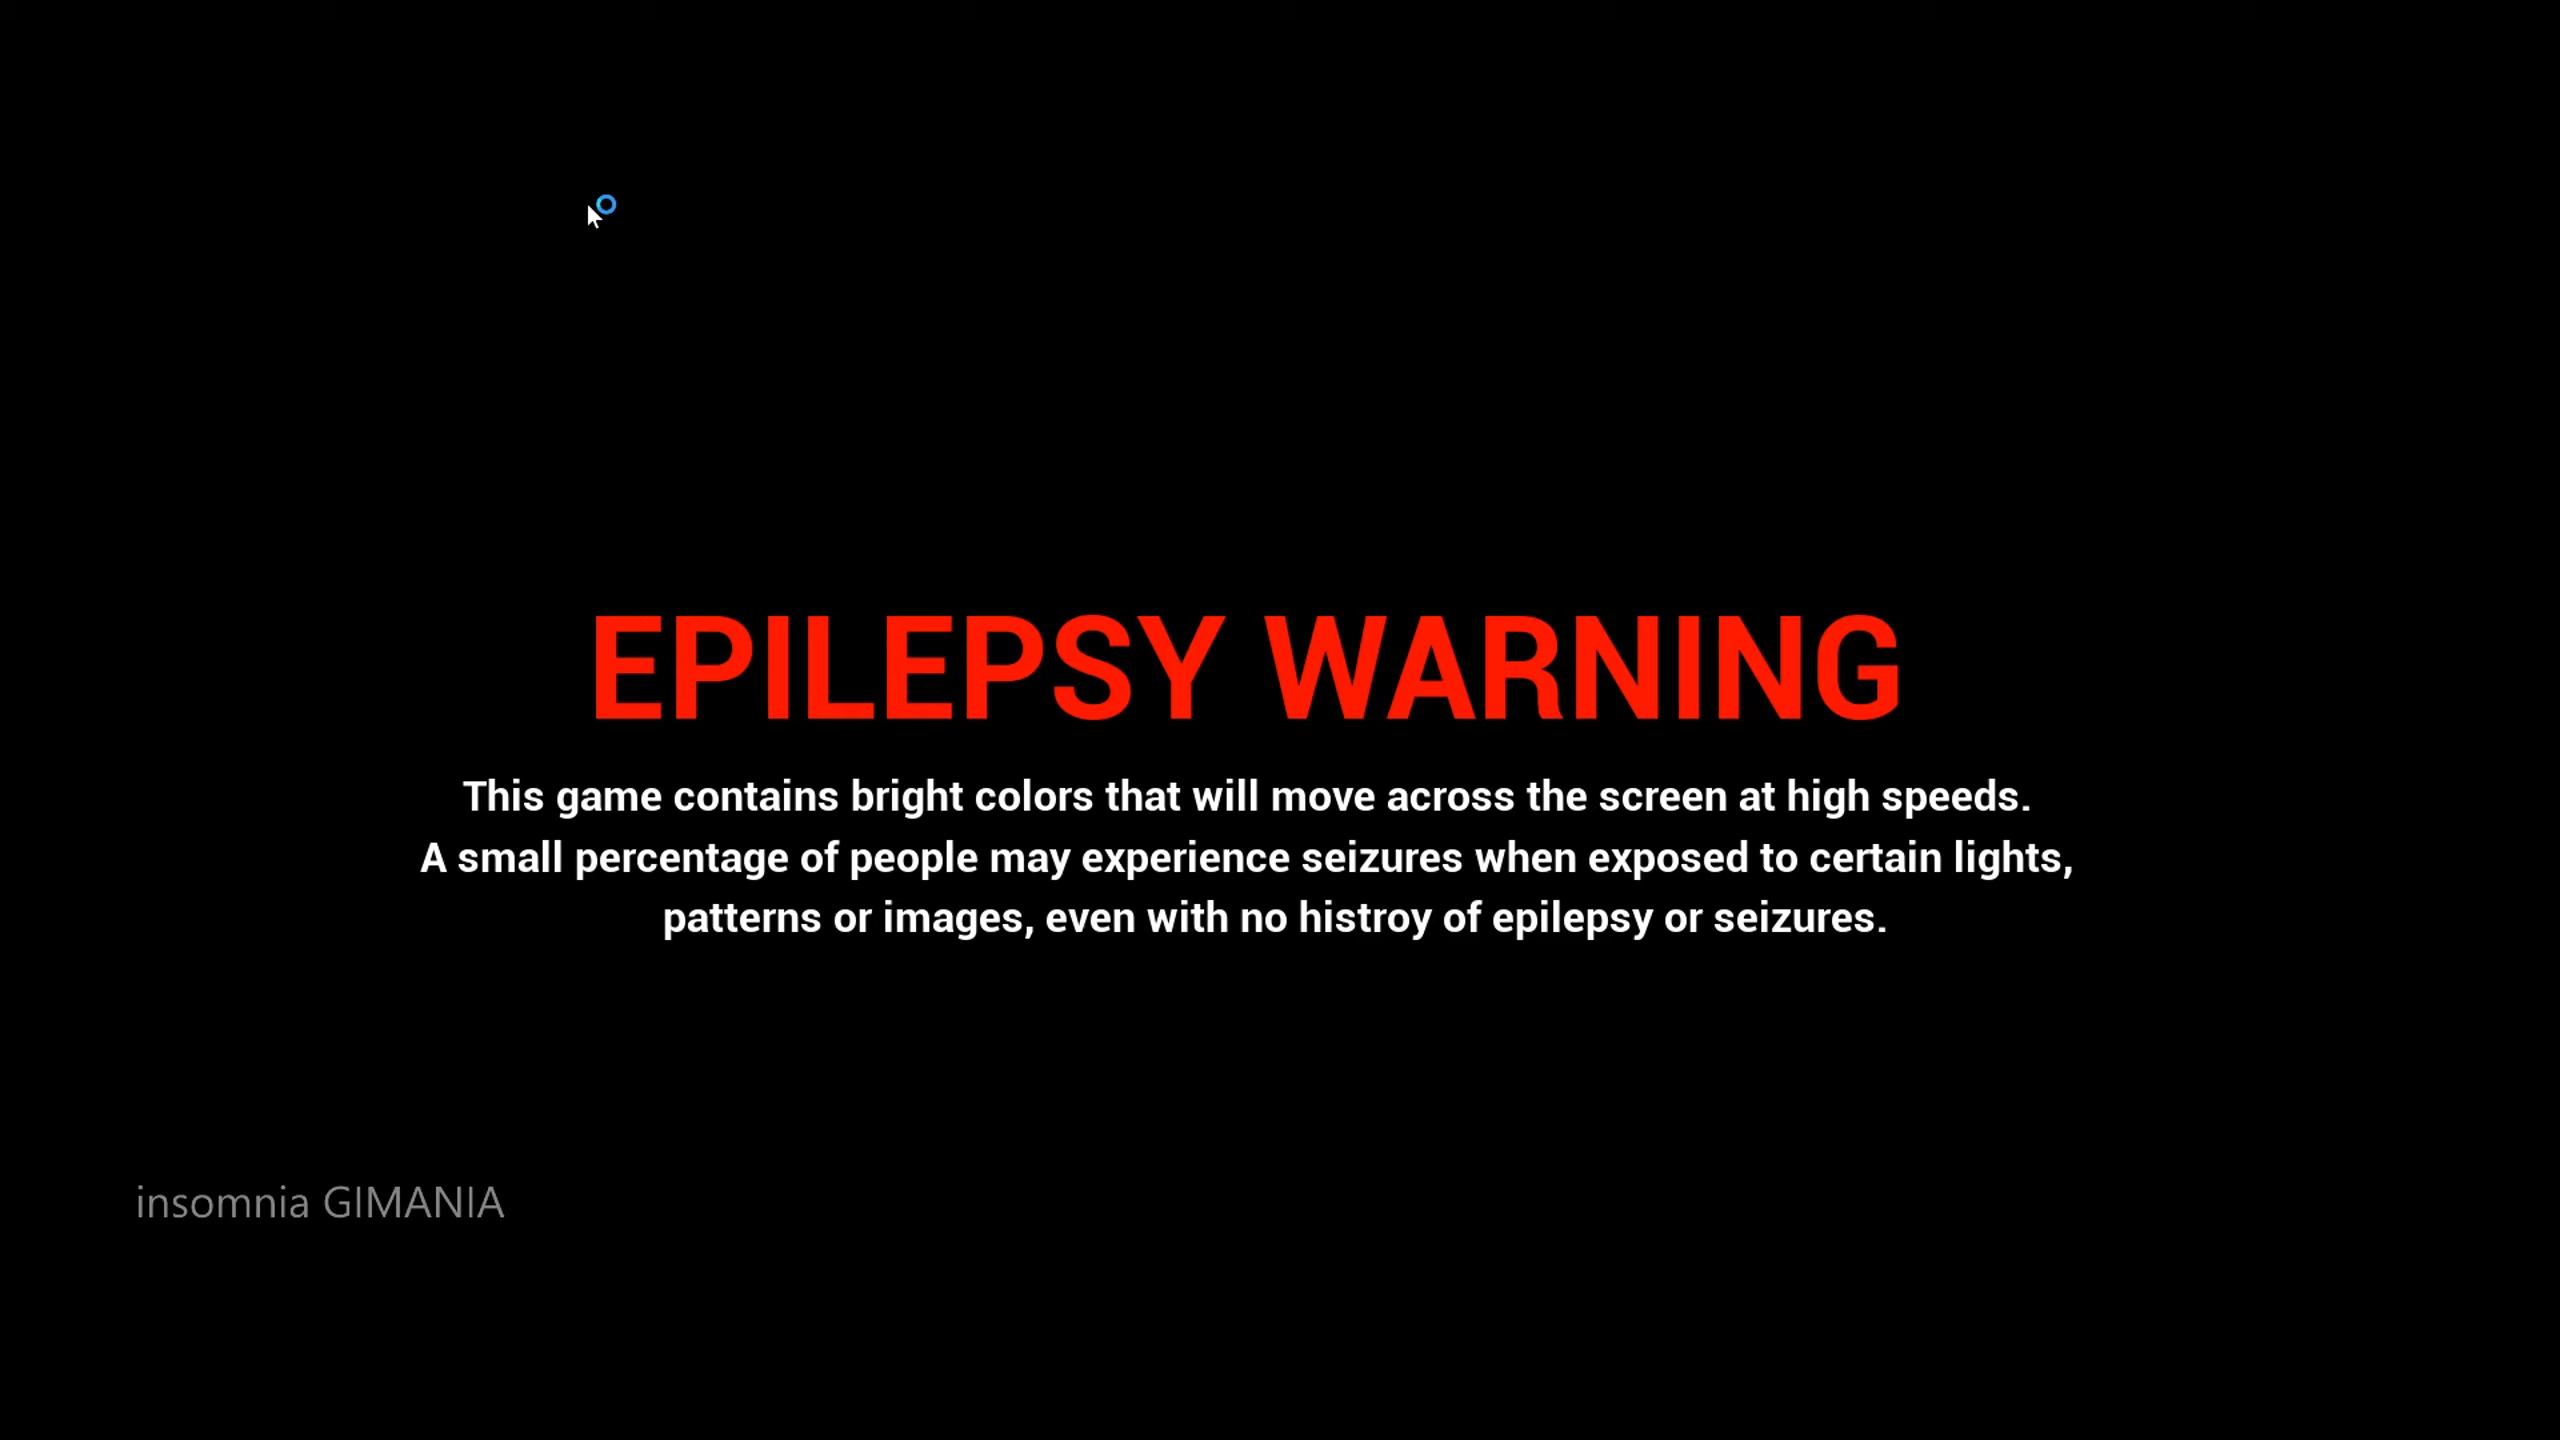 EPILEPSY WARNING
This game contains bright colors that will move across the screen at high speeds.
A small percentage of people may experience seizures when exposed to certain lights,
patterns or images, even with no histroy of epilepsy or seizures.
insomnia GIMANIA